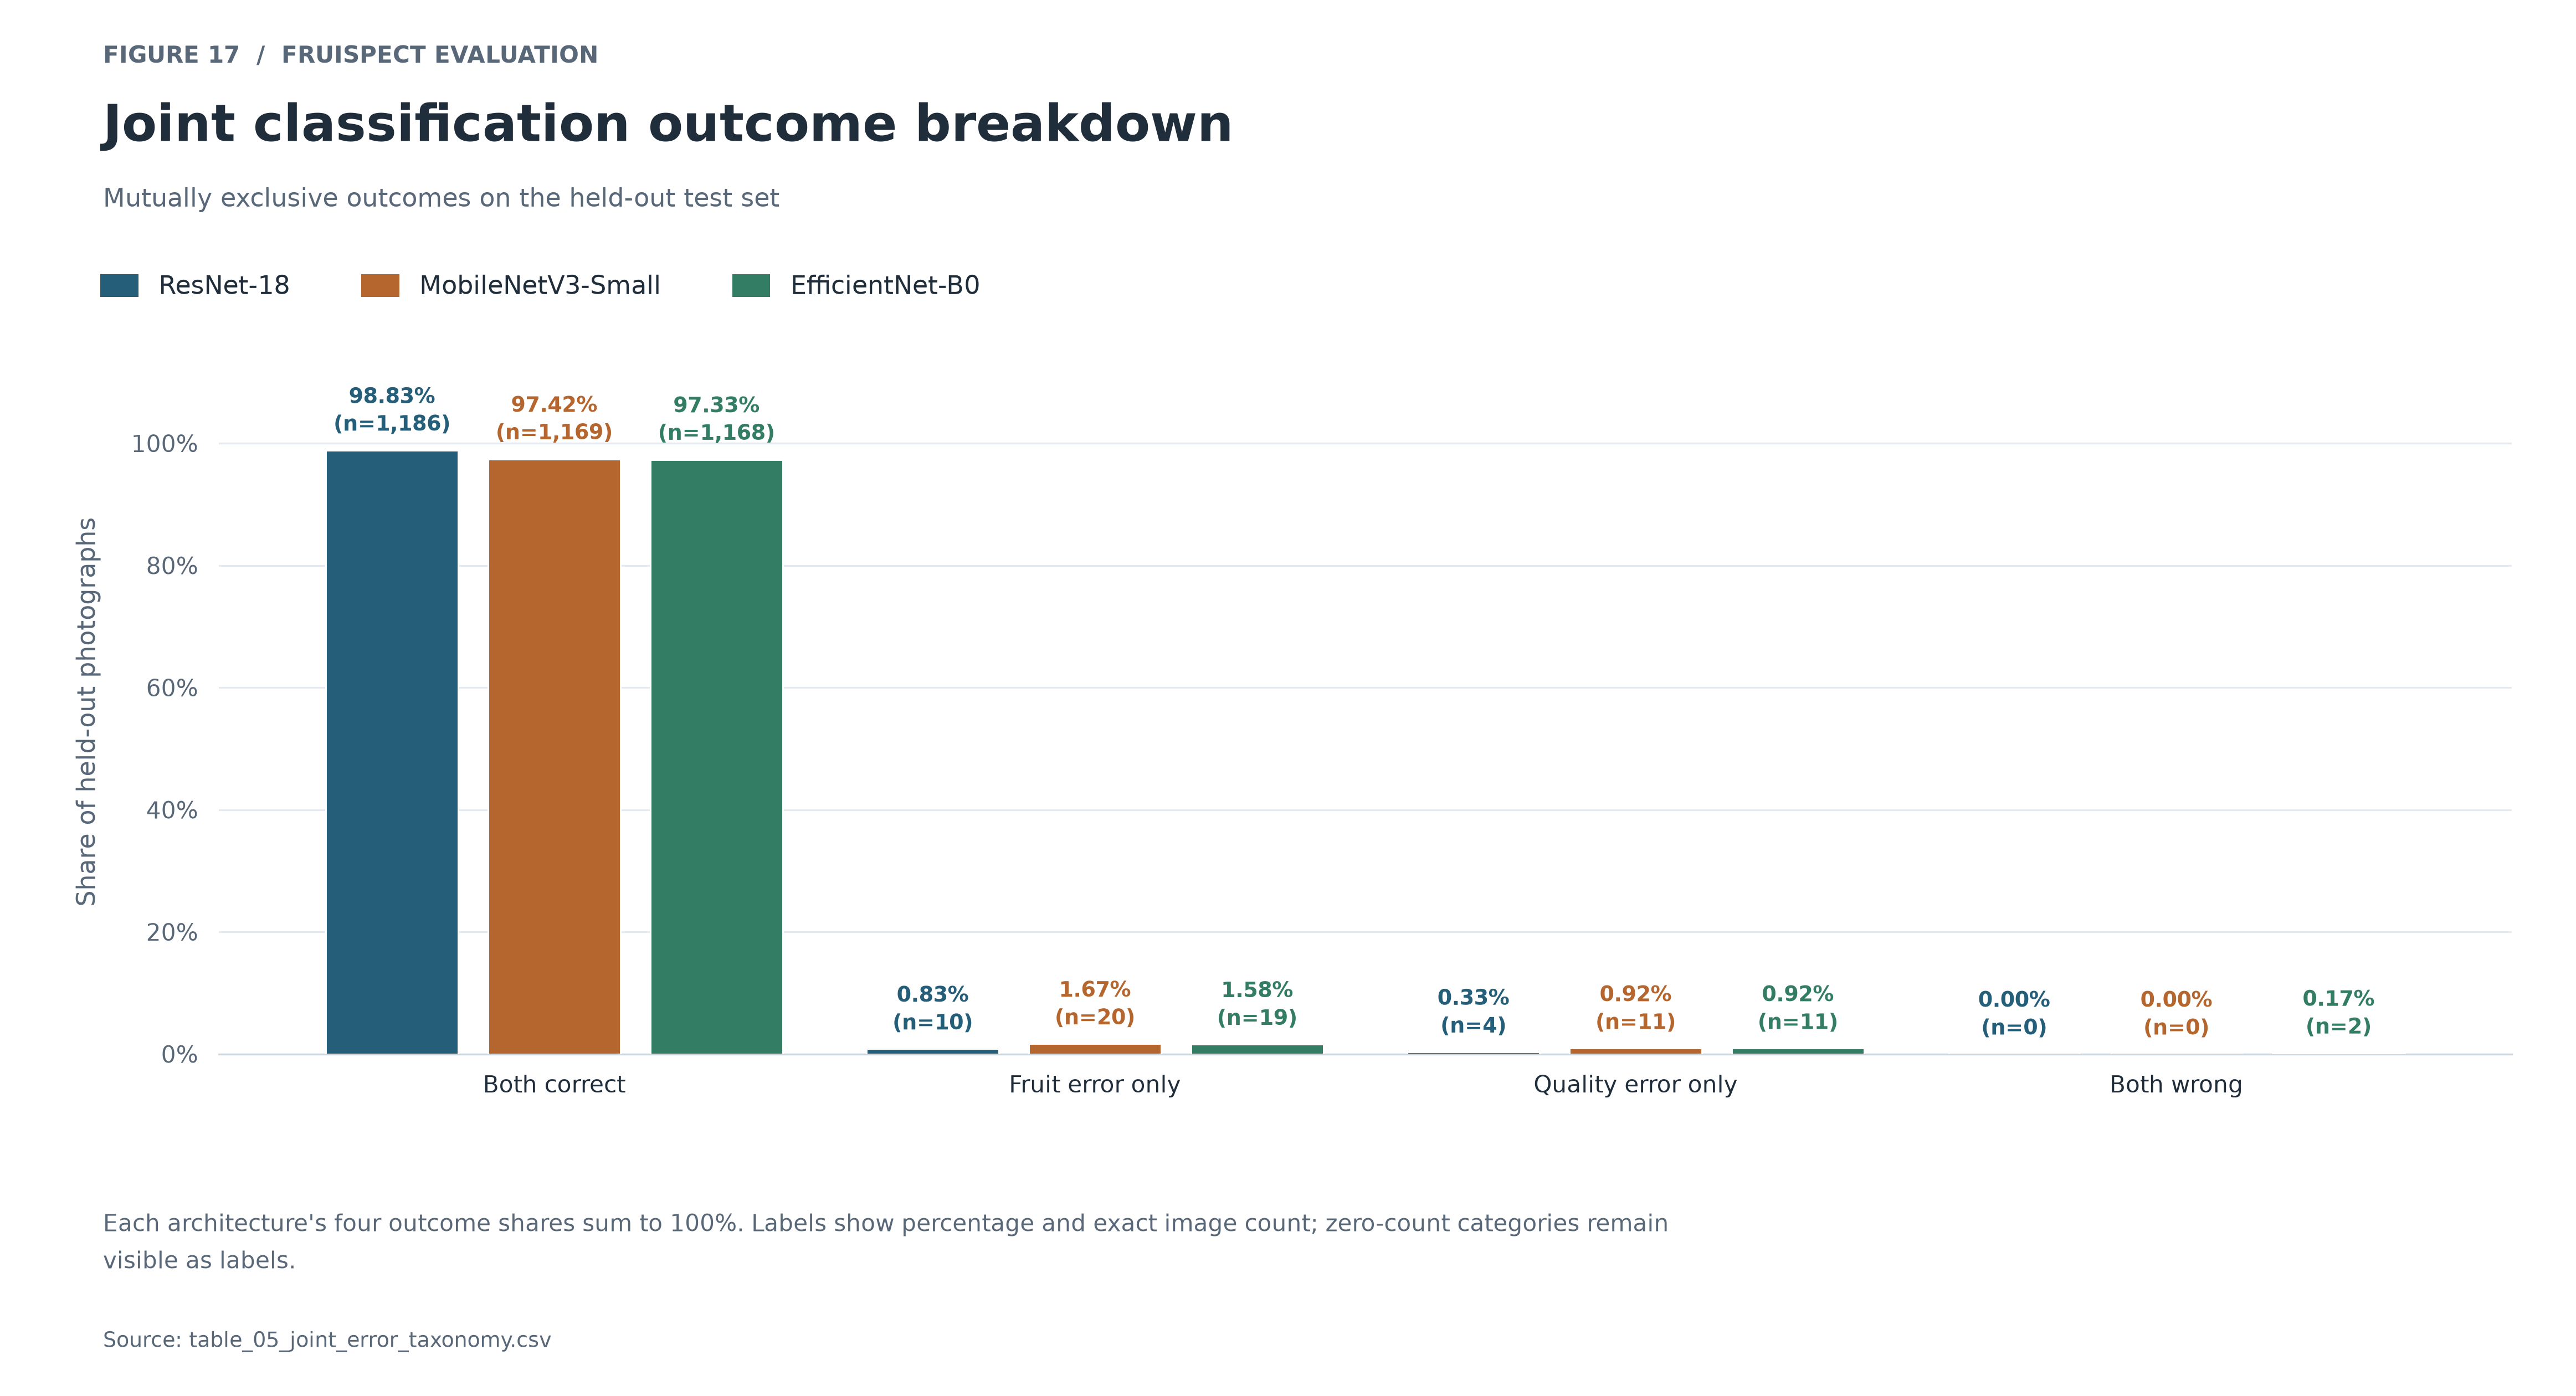 FIGURE 17 / FRUISPECT EVALUATION
Joint classification outcome breakdown
Mutually exclusive outcomes on the held-out test set
ResNet-18
MobileNetV3-Small
EfficientNet-B0
Share of held-out photographs
100%
80%
60%
40%
20%
0%
98.83%
(n=1,186)
97.42%
(n=1,169)
97.33%
(n=1,168)
0.83%
(n=10)
1.67%
(n=20)
1.58%
(n=19)
0.33%
(n=4)
0.92%
(n=11)
0.92%
(n=11)
0.00%
(n=0)
0.00%
(n=0)
0.17%
(n=2)
Both correct
Fruit error only
Quality error only
Both wrong
Each architecture's four outcome shares sum to 100%. Labels show percentage and exact image count; zero-count categories remain
visible as labels.
Source: table_05_joint_error_taxonomy.csv